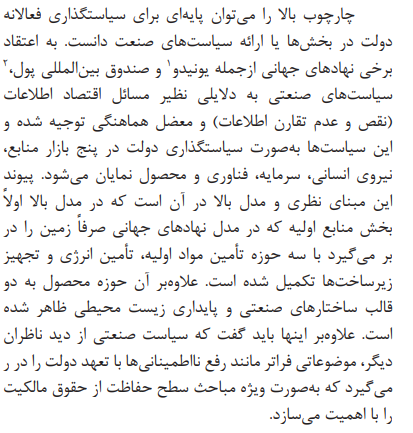 چارچوب بالا را می‌توان پایه‌ای برای سیاستگذاری فعالانه
دولت در بخش‌ها یا ارائه سیاست‌های صنعت دانست. به اعتقاد
برخی نهادهای جهانی ازجمله یونیدو۱ و صندوق بین‌المللی پول،۲
سیاست‌های صنعتی به دلایلی نظیر مسائل اقتصاد اطلاعات
(نقص و عدم تقارن اطلاعات) و معضل هماهنگی توجیه شده و
این سیاست‌ها به‌صورت سیاستگذاری دولت در پنج بازار منابع،
نیروی انسانی، سرمایه، فناوری و محصول نمایان می‌شود. پیوند
این مبنای نظری و مدل بالا در آن است که در مدل بالا اولاً
بخش منابع اولیه که در مدل نهادهای جهانی صرفاً زمین را در
بر می‌گیرد با سه حوزه تأمین مواد اولیه، تأمین انرژی و تجهیز
زیرساخت‌ها تکمیل شده است. علاوه‌بر آن حوزه محصول به دو
قالب ساختارهای صنعتی و پایداری زیست محیطی ظاهر شده
است. علاوه‌بر اینها باید گفت که سیاست صنعتی از دید ناظران
دیگر، موضوعاتی فراتر مانند رفع نااطمینانی‌ها با تعهد دولت را در ر
می‌گیرد که به‌صورت ویژه مباحث سطح حفاظت از حقوق مالکیت
را با اهمیت می‌سازد.